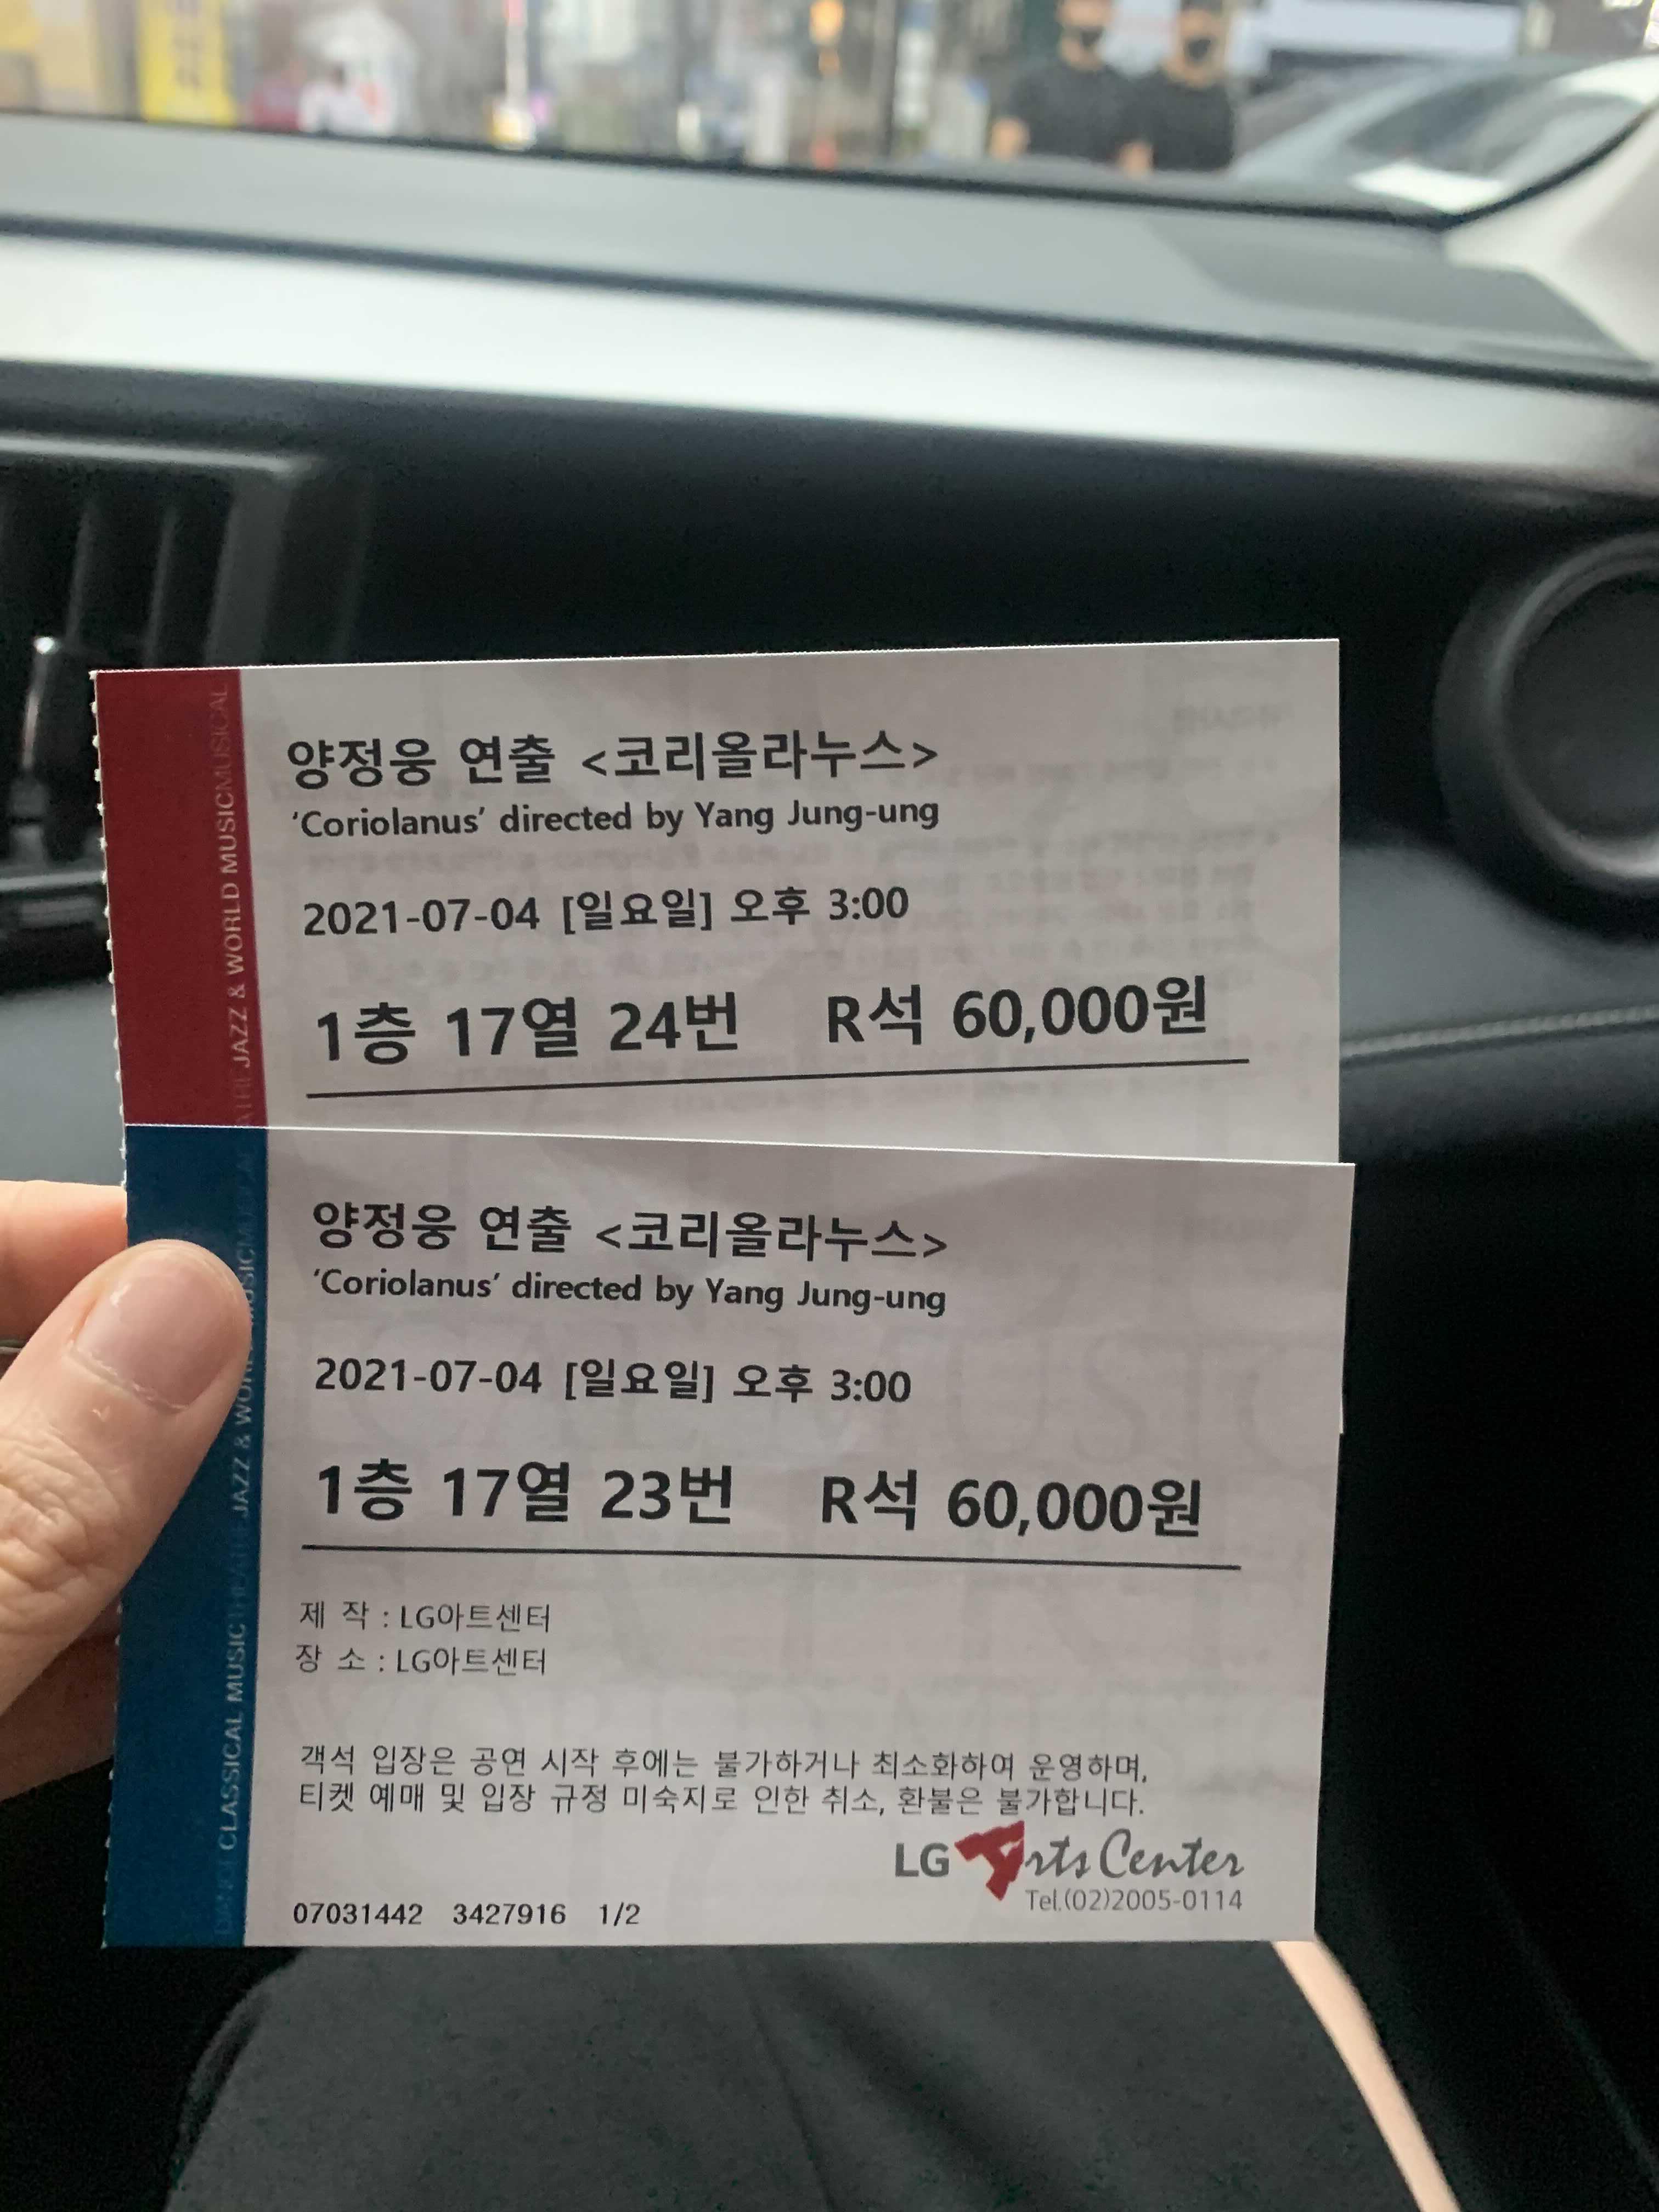 양정웅 연출 <코리올라누스>
‘Coriolanus’ directed by Yang Jung-ung
2021-07-04 [일요일] 오후 3:00
1층 17열 24번 R석 60,000원
JAZZ & WORLD MUSIC MUSICAL
양정웅 연출 <코리올라누스>
‘Coriolanus’ directed by Yang Jung-ung
2021-07-04 [일요일] 오후 3:00
1층 17열 23번 R석 60,000원
제 작 : LG아트센터
장 소 : LG아트센터
객석 입장은 공연 시작 후에는 불가하거나 최소화하여 운영하며,
티켓 예매 및 입장 규정 미숙지로 인한 취소, 환불은 불가합니다.
LG Arts Center
Tel.(02)2005-0114
07031442 3427916 1/2
DANCE CLASSICAL MUSIC THEATRE JAZZ &